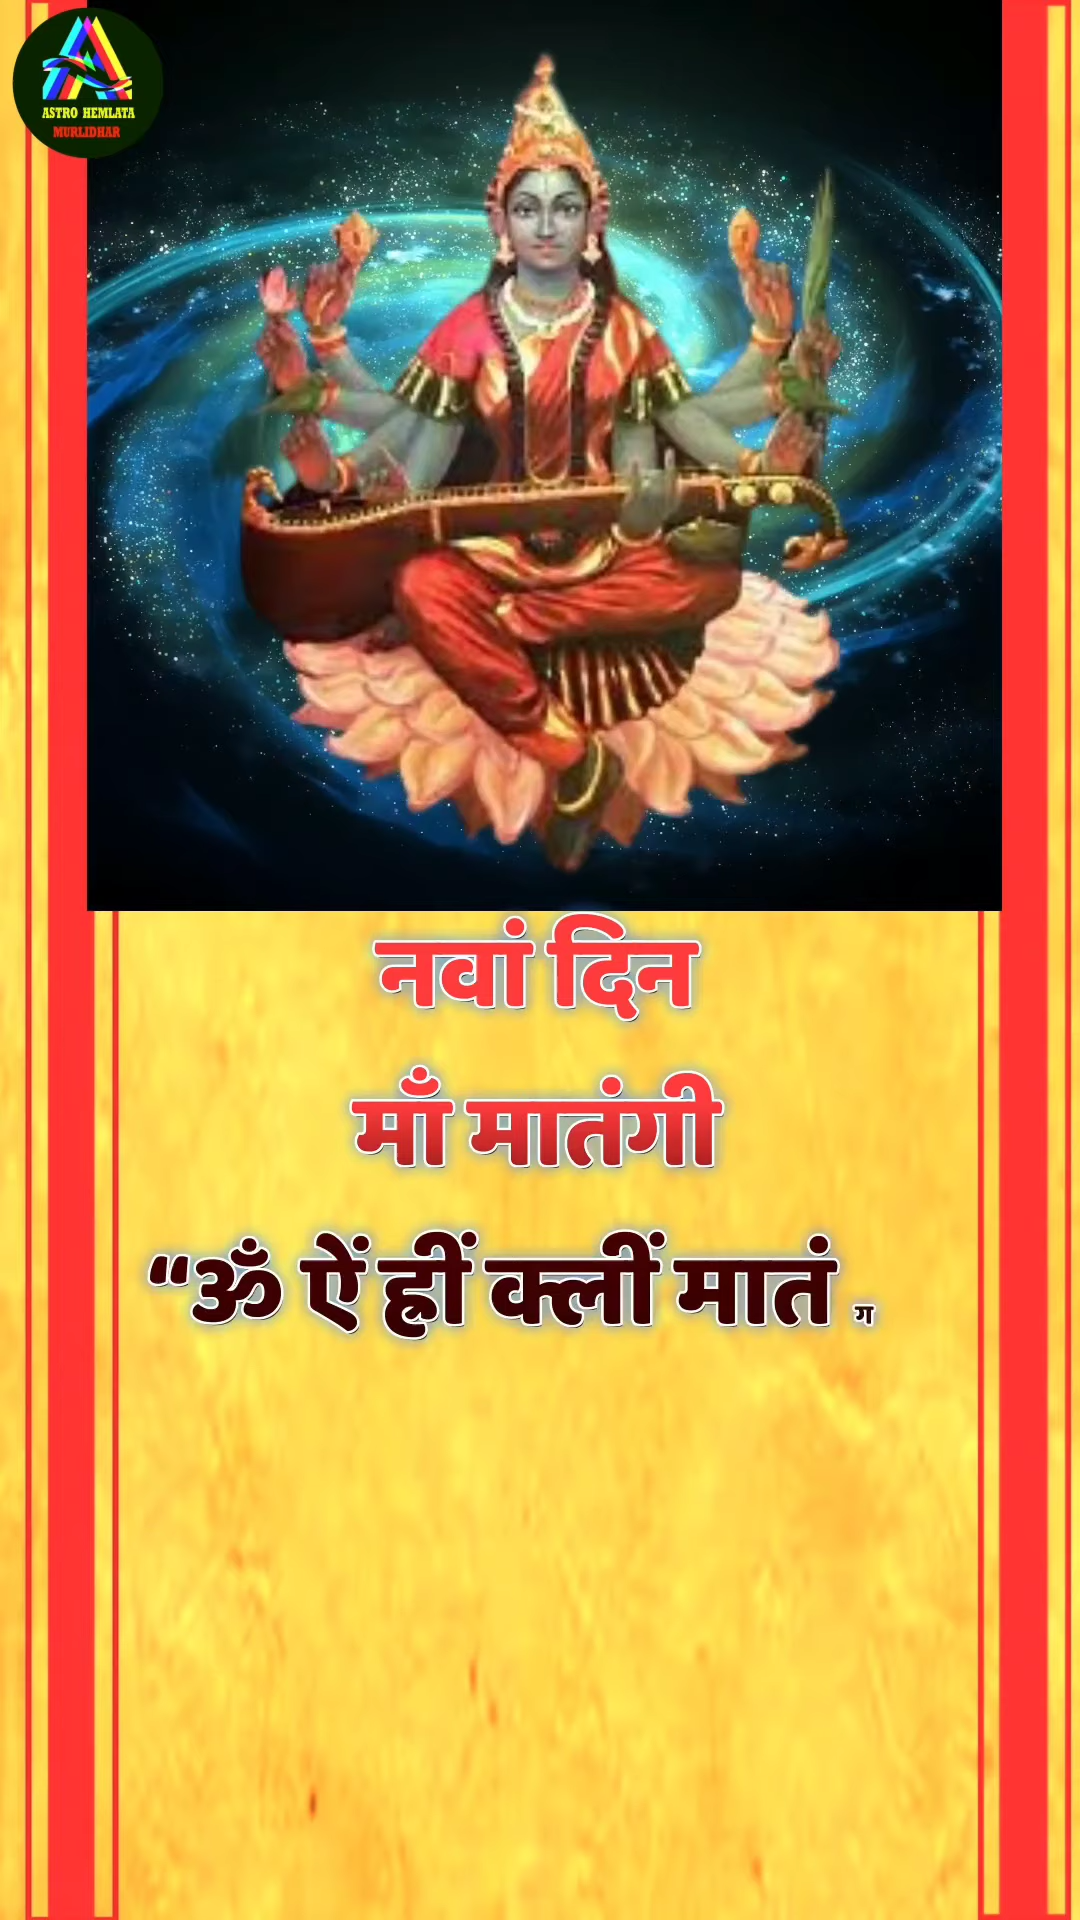 ASTRO HEMLATA
MURLIDHAR
नवां दिन
माँ मातंगी
“ॐ ऐं ह्रीं क्लीं मातं ग